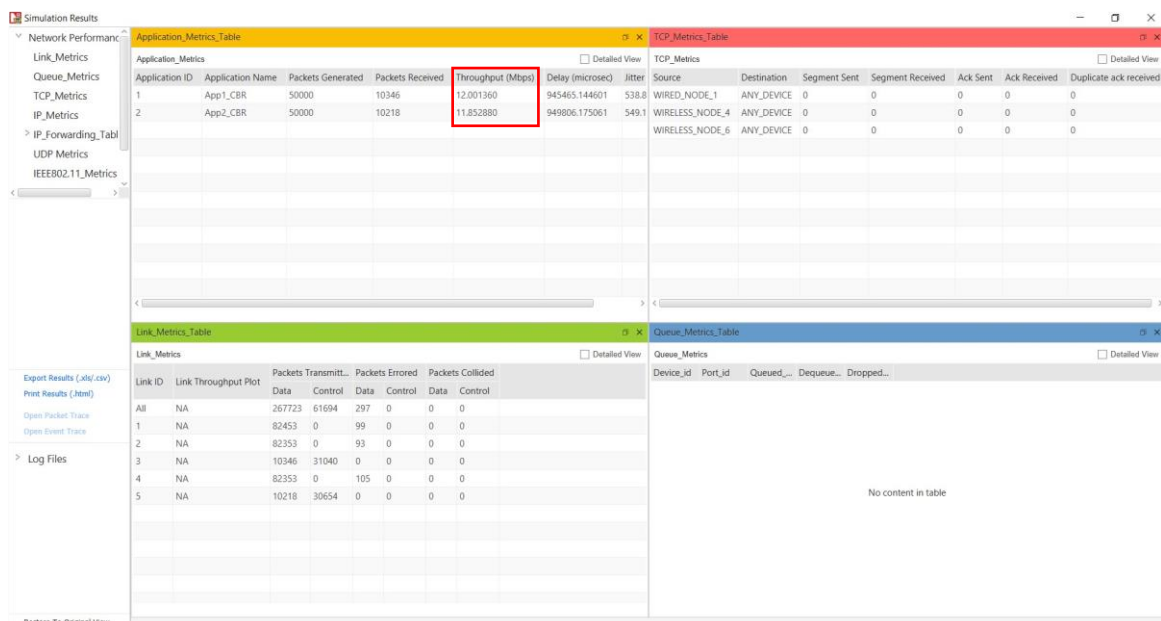 Simulation Results
Network Performanc
Link_Metrics
Queue_Metrics
TCP_Metrics
IP_Metrics
IP_Forwarding_Tabl
UDP Metrics
IEEE802.11_Metrics
Export Results (.xls/.csv)
Print Results (.html)
Open Packet Trace
Open Event Trace
Log Files
Application_Metrics_Table
Application_Metrics Detailed View
Application ID Application Name Packets Generated Packets Received Throughput (Mbps) Delay (microsec) Jitter
1 App1_CBR 50000 10346 12.001360 945465.144601 538.8
2 App2_CBR 50000 10218 11.852880 949806.175061 549.1
TCP_Metrics_Table
TCP_Metrics Detailed View
Source Destination Segment Sent Segment Received Ack Sent Ack Received Duplicate ack received
WIRED_NODE_1 ANY_DEVICE 0 0 0 0 0
WIRELESS_NODE_4 ANY_DEVICE 0 0 0 0 0
WIRELESS_NODE_6 ANY_DEVICE 0 0 0 0 0
Link_Metrics_Table
Link_Metrics Detailed View
Link ID Link Throughput Plot Packets Transmitt... Packets Errored Packets Collided
Data Control Data Control Data Control
All NA 267723 61694 297 0 0 0
1 NA 82453 0 99 0 0 0
2 NA 82353 0 93 0 0 0
3 NA 10346 31040 0 0 0 0
4 NA 82353 0 105 0 0 0
5 NA 10218 30654 0 0 0 0
Queue_Metrics_Table
Queue_Metrics Detailed View
Device_id Port_id Queued_... Dequeue... Dropped...
No content in table